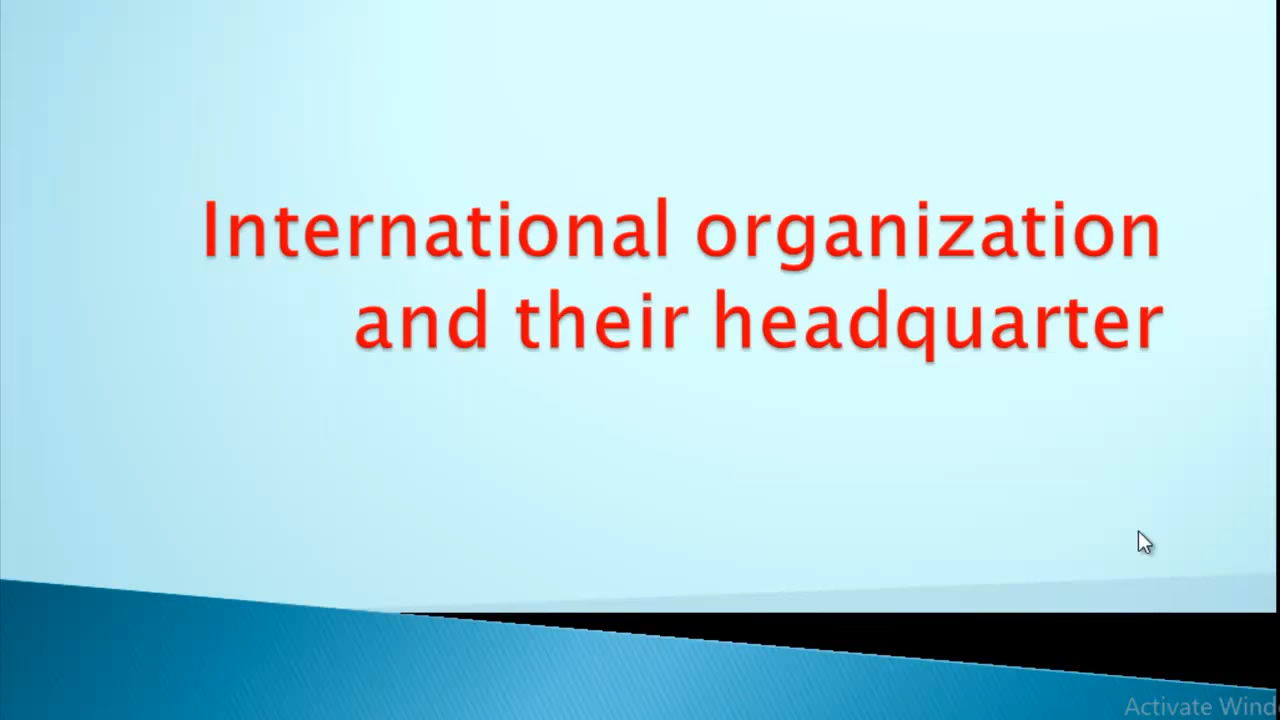 International organization
and their headquarter
Activate Wind